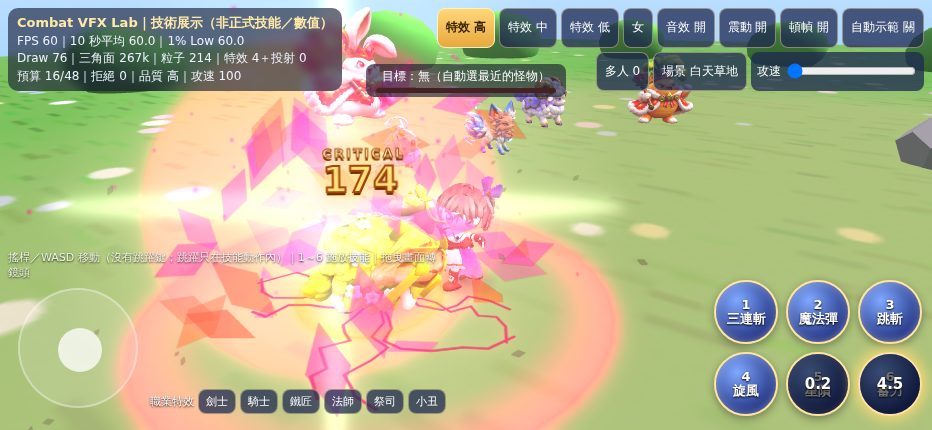 Combat VFX Lab｜技術展示（非正式技能／數值）
FPS 60｜10 秒平均 60.0｜1% Low 60.0
Draw 76｜三角面 267k｜粒子 214｜特效 4＋投射 0
預算 16/48｜拒絕 0｜品質 高｜攻速 100
特效 高
特效 中
特效 低
女
音效 開
震動 開
頓幀 開
自動示範 關
目標：無（自動選最近的怪物）
多人 0
場景 白天草地
攻速
CRITICAL
174
搖桿／WASD 移動（沒有跳躍鍵，跳躍只在技能動作內）｜1～6 施放技能｜拖曳畫面轉
鏡頭
1
三連斬
2
魔法彈
3
跳斬
4
旋風
0.2
4.5
職業特效
劍士
騎士
鐵匠
法師
祭司
小丑